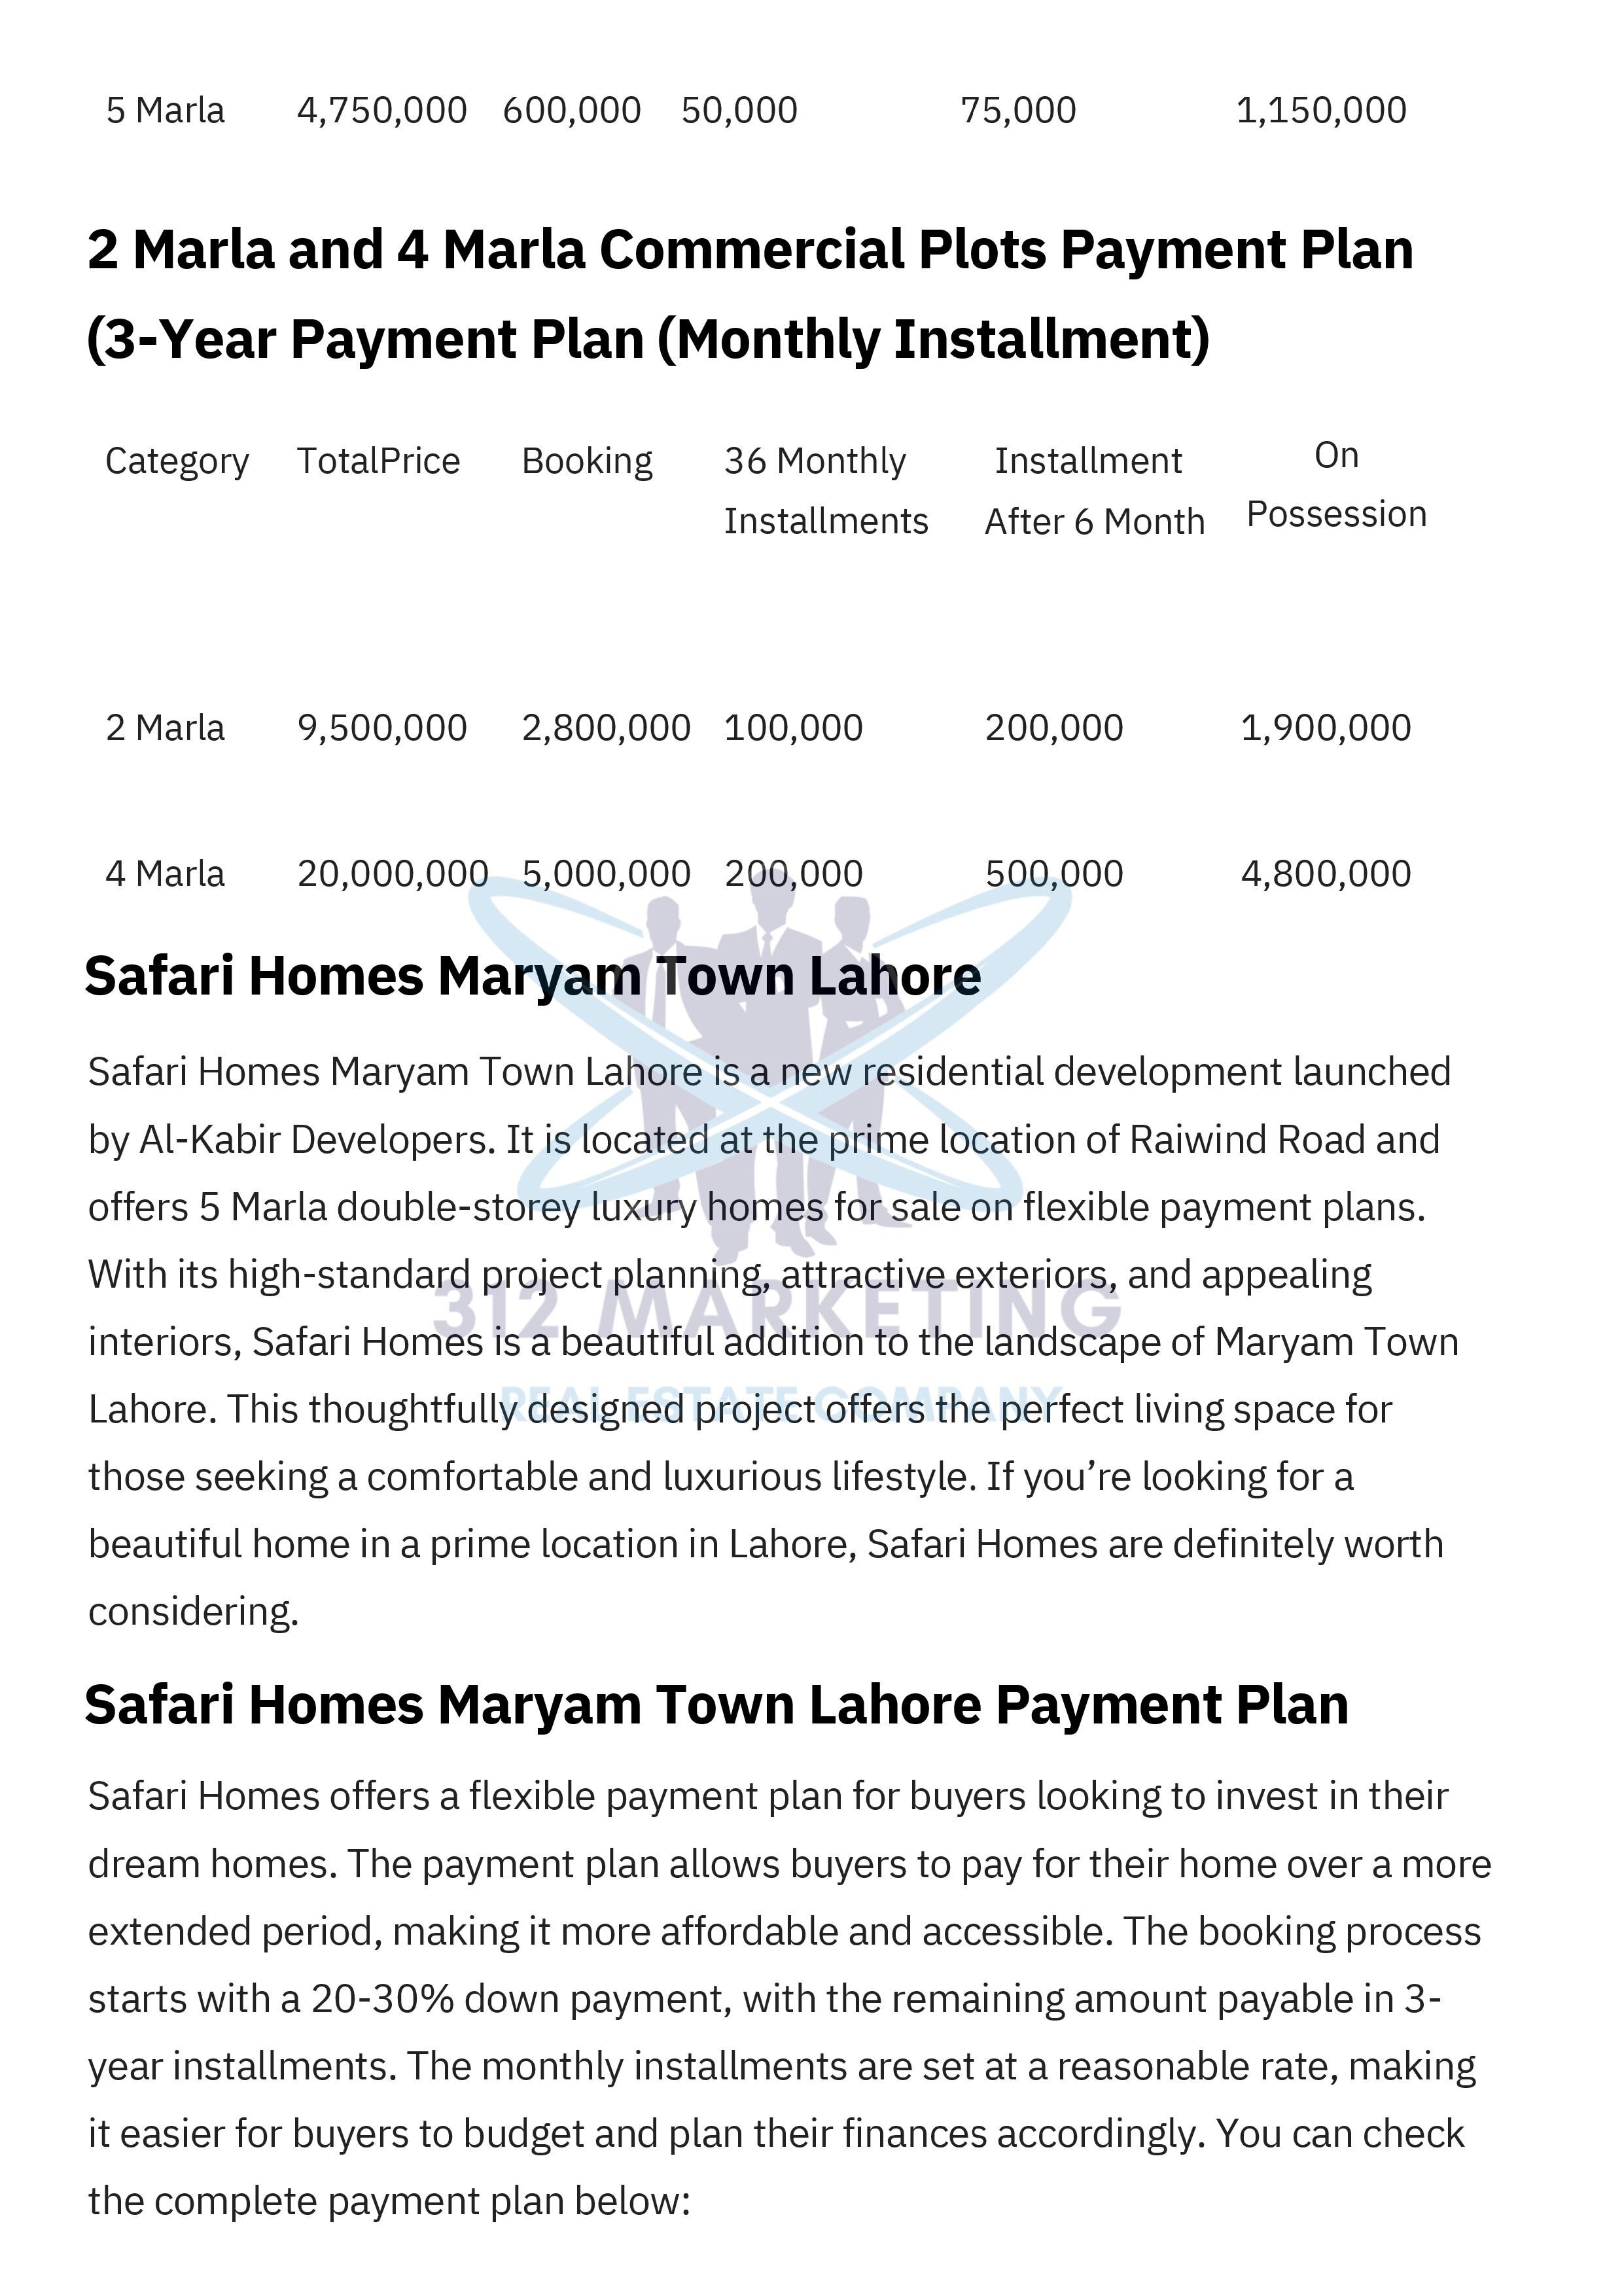 5 Marla 4,750,000 600,000 50,000 75,000 1,150,000
2 Marla and 4 Marla Commercial Plots Payment Plan
(3-Year Payment Plan (Monthly Installment)
Category TotalPrice Booking 36 Monthly Installment On
Installments After 6 Month Possession
2 Marla 9,500,000 2,800,000 100,000 200,000 1,900,000
4 Marla 20,000,000 5,000,000 200,000 500,000 4,800,000
Safari Homes Maryam Town Lahore
Safari Homes Maryam Town Lahore is a new residential development launched
by Al-Kabir Developers. It is located at the prime location of Raiwind Road and
offers 5 Marla double-storey luxury homes for sale on flexible payment plans.
With its high-standard project planning, attractive exteriors, and appealing
312 MARKETING
interiors, Safari Homes is a beautiful addition to the landscape of Maryam Town
Lahore. This thoughtfully designed project offers the perfect living space for
REAL ESTATE COMPANY
those seeking a comfortable and luxurious lifestyle. If you’re looking for a
beautiful home in a prime location in Lahore, Safari Homes are definitely worth
considering.
Safari Homes Maryam Town Lahore Payment Plan
Safari Homes offers a flexible payment plan for buyers looking to invest in their
dream homes. The payment plan allows buyers to pay for their home over a more
extended period, making it more affordable and accessible. The booking process
starts with a 20-30% down payment, with the remaining amount payable in 3-
year installments. The monthly installments are set at a reasonable rate, making
it easier for buyers to budget and plan their finances accordingly. You can check
the complete payment plan below: